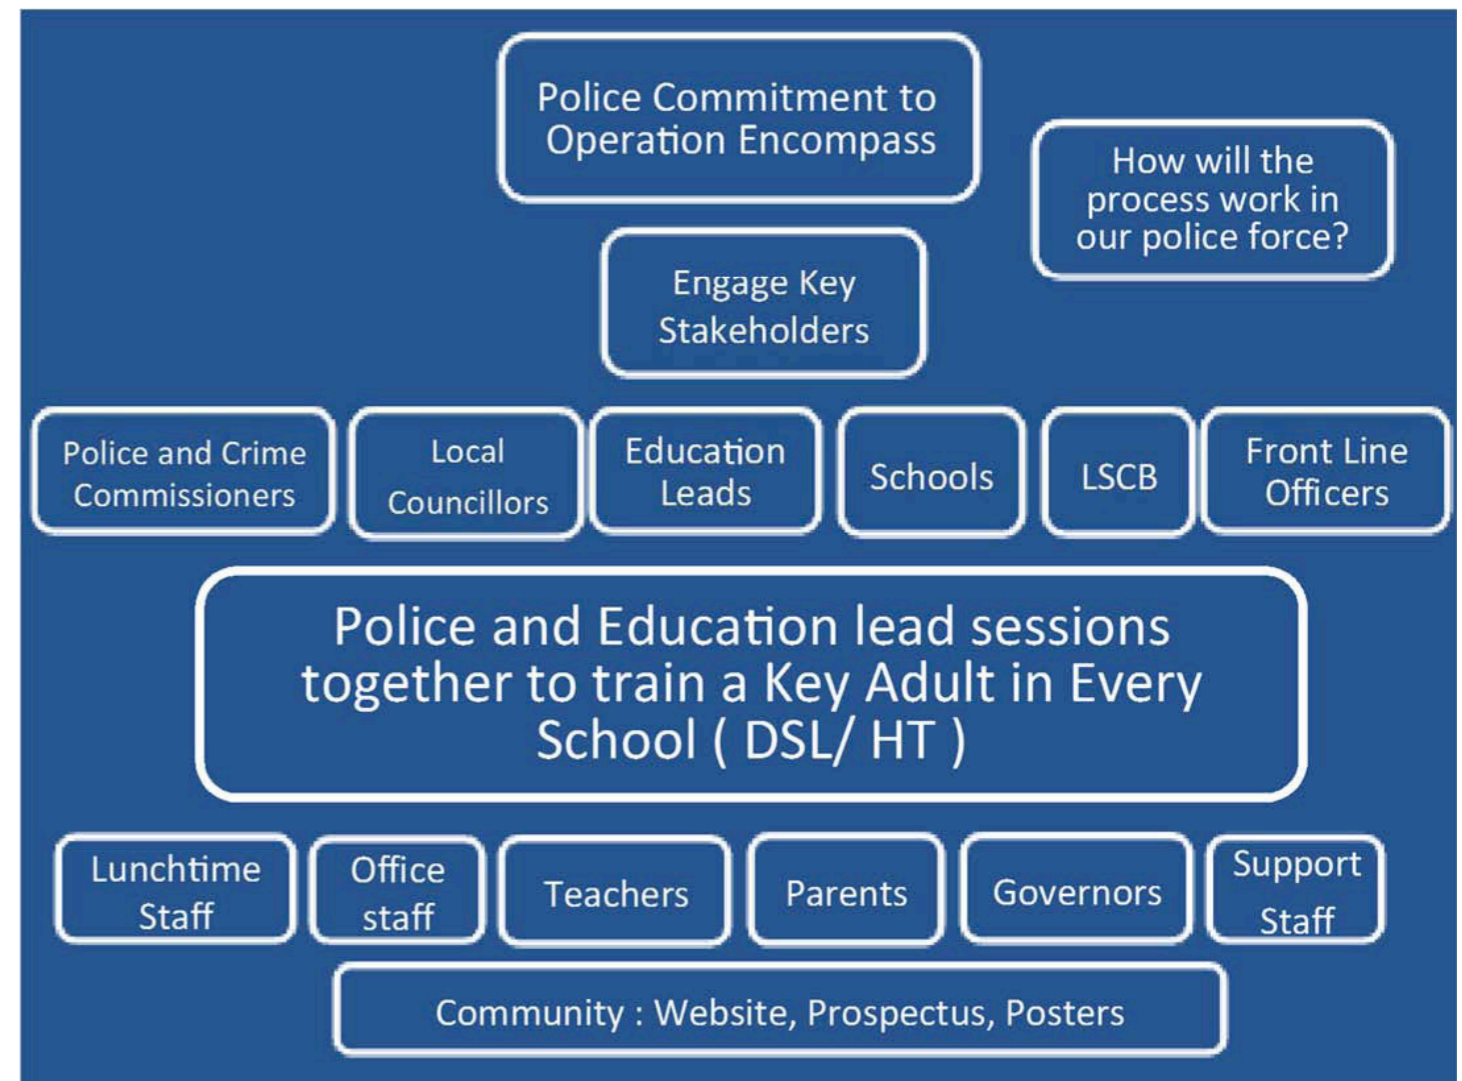 Police Commitment to
Operation Encompass
How will the
process work in
our police force?
Engage Key
Stakeholders
Police and Crime
Commissioners
Local
Councillors
Education
Leads
Schools
LSCB
Front Line
Officers
Police and Education lead sessions
together to train a Key Adult in Every
School ( DSL/ HT )
Lunchtime
Staff
Office
staff
Teachers
Parents
Governors
Support
Staff
Community : Website, Prospectus, Posters